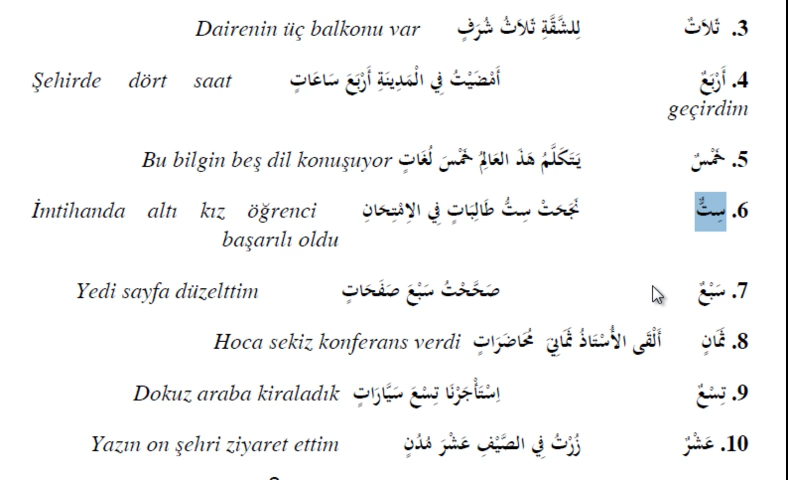 3. ثَلاَثٌ لِلشَّقَّةِ ثَلاَثُ شُرَفٍ Dairenin üç balkonu var
4. أَرْبَعٌ أَمْضَيْتُ فِي الْمَدِينَةِ أَرْبَعَ سَاعَاتٍ Şehirde dört saat
geçirdim
5. خَمْسٌ يَتَكَلَّمُ هَذَ العَالِمُ خَمْسَ لُغَاتٍ Bu bilgin beş dil konuşuyor
6. سِتٌّ نَجَحَتْ سِتُّ طَالِبَاتٍ فِي الاِمْتِحَانِ İmtihanda altı kız öğrenci
başarılı oldu
7. سَبْعٌ صَحَّحْتُ سَبْعَ صَفَحَاتٍ Yedi sayfa düzelttim
8. ثَمَانٍ أَلْقَى الأُسْتَاذُ ثَمَانِيَ مُحَاضَرَاتٍ Hoca sekiz konferans verdi
9. تِسْعٌ اِسْتَأْجَرْنَا تِسْعَ سَيَّارَاتٍ Dokuz araba kiraladık
10. عَشْرٌ زُرْتُ فِي الصَّيْفِ عَشْرَ مُدُنٍ Yazın on şehri ziyaret ettim